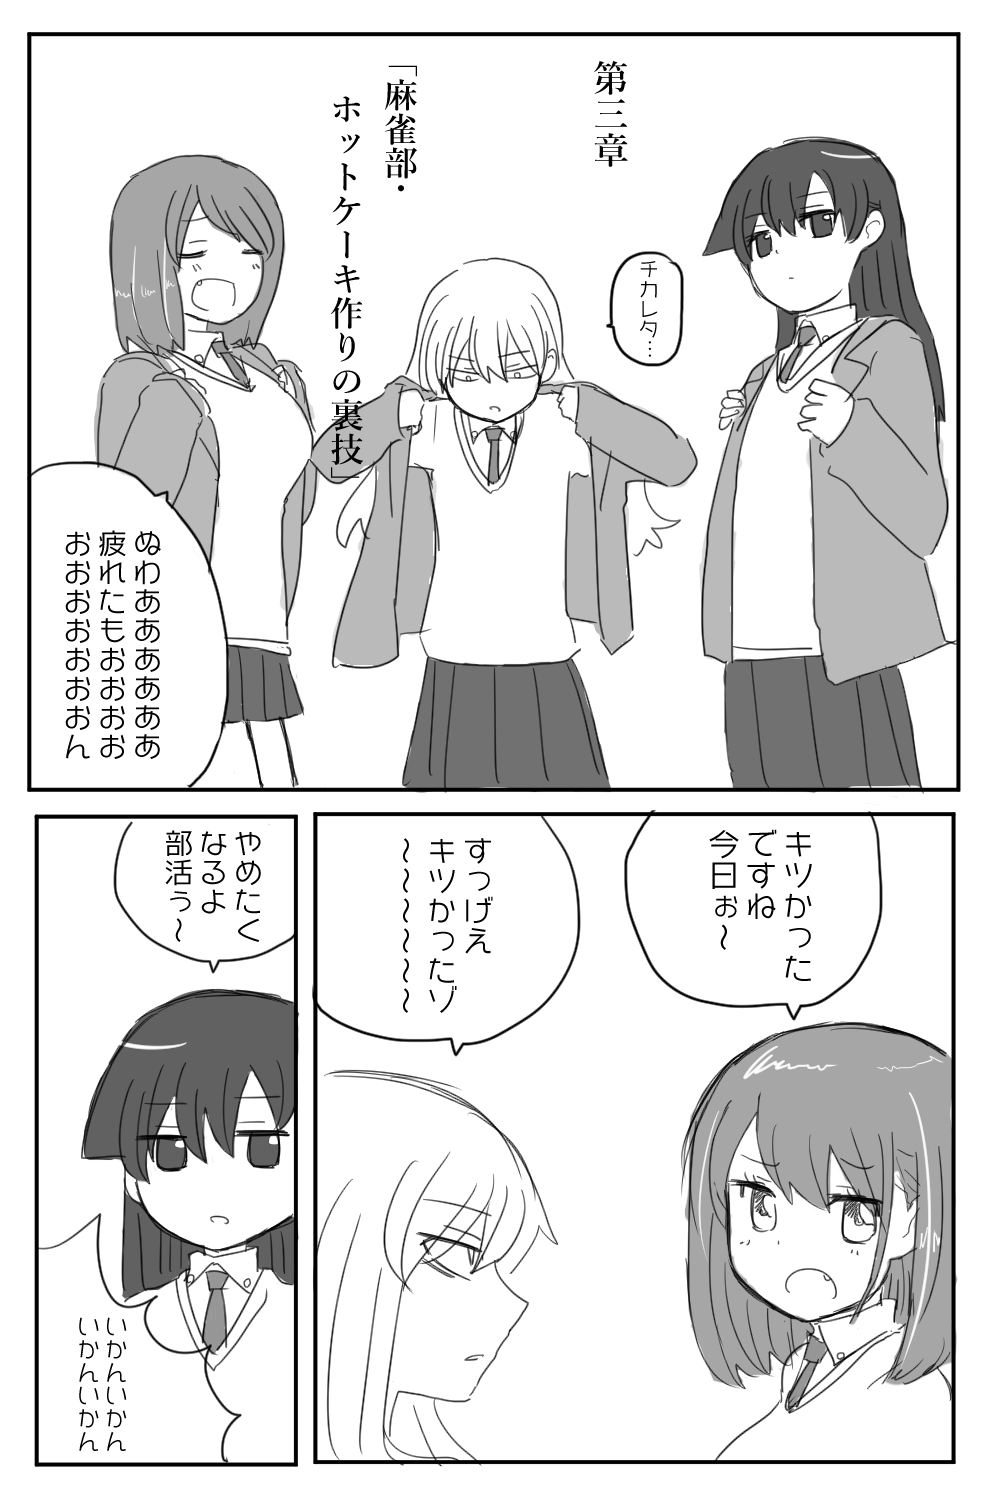 第三章
「麻雀部・
ホットケーキ作りの裏技」
チカレタ…
ぬわああああああ
疲れたもおおおお
おおおおおおおん
キツかった
ですね
今日ぉ～
すっげえ
キツかったゾ
～～～～～～
やめたく
なるよ
部活ぅ～
いかんいかん
いかんいかん